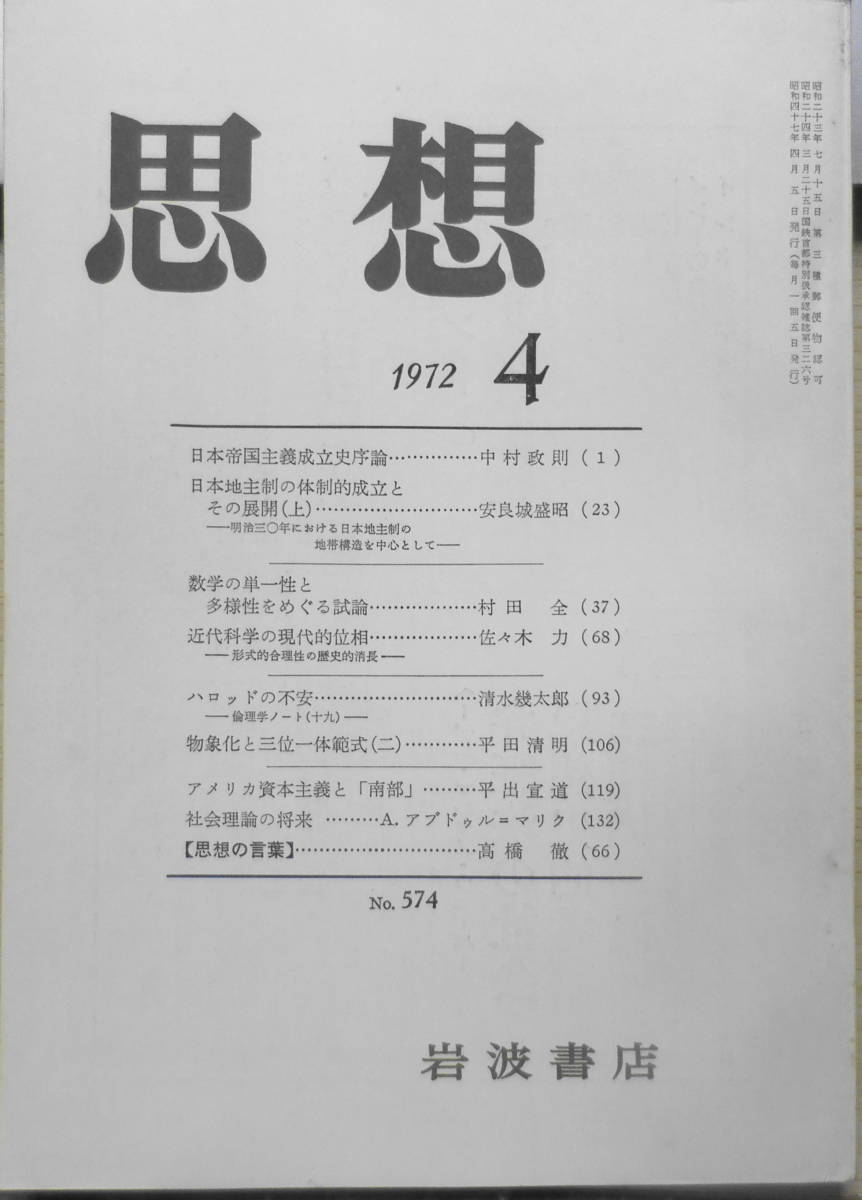 思想
1972 4
日本帝国主義成立史序論……………中村政則(1)
日本地主制の体制的成立と
その展開(上)………………………安良城盛昭(23)
――明治三〇年における日本地主制の
地帯構造を中心として――
数学の単一性と
多様性をめぐる試論………………村田 全(37)
近代科学の現代的位相………………佐々木 力(68)
――形式的合理性の歴史的消長――
ハロッドの不安………………………清水幾太郎(93)
――倫理学ノート(十九)――
物象化と三位一体範式(二)…………平田清明(106)
アメリカ資本主義と「南部」………平出宣道(119)
社会理論の将来………A.アブドゥル=マリク(132)
【思想の言葉】…………………………高橋 徹(66)
No. 574
岩波書店
昭和二十三年七月十五日第三種郵便物認可
昭和二十四年三月二十五日国鉄首都特別扱承認雑誌第三二六号
昭和四十七年四月五日発行(毎月一回五日発行)